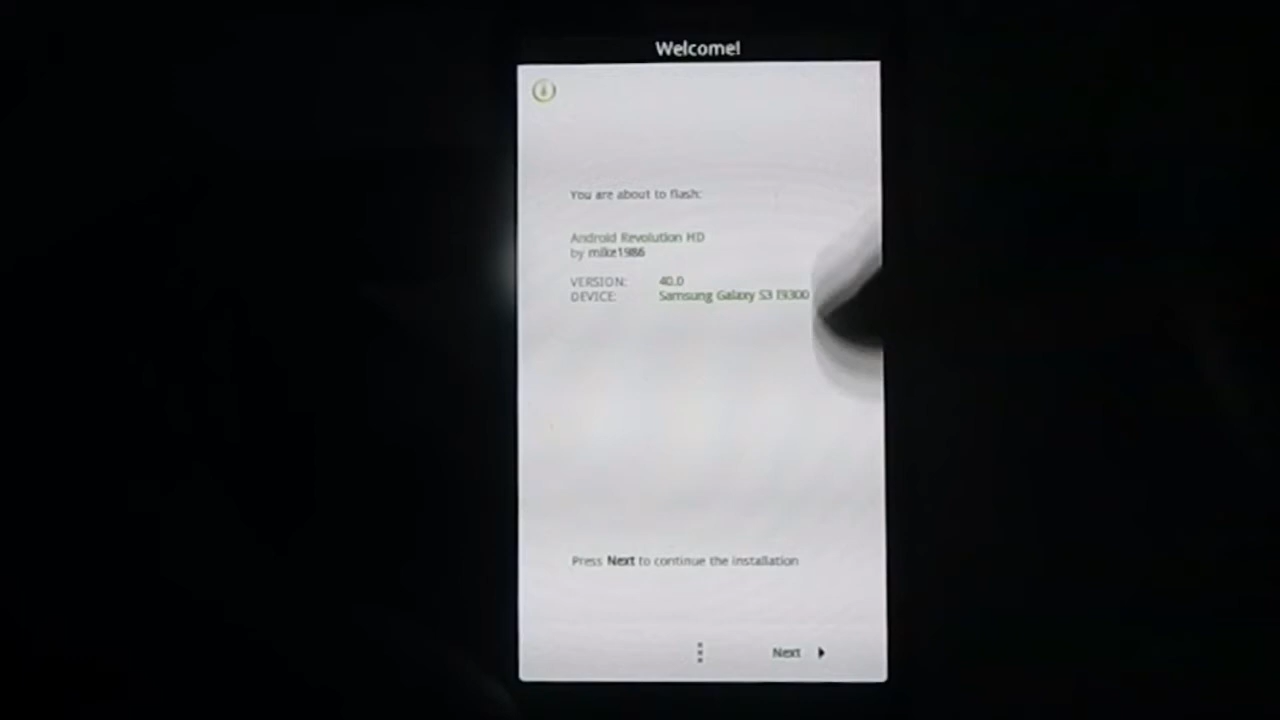 Welcome!
You are about to flash:
Android Revolution HD
by mike1986
VERSION: 40.0
DEVICE: Samsung Galaxy S3 I9300
Press Next to continue the installation
Next